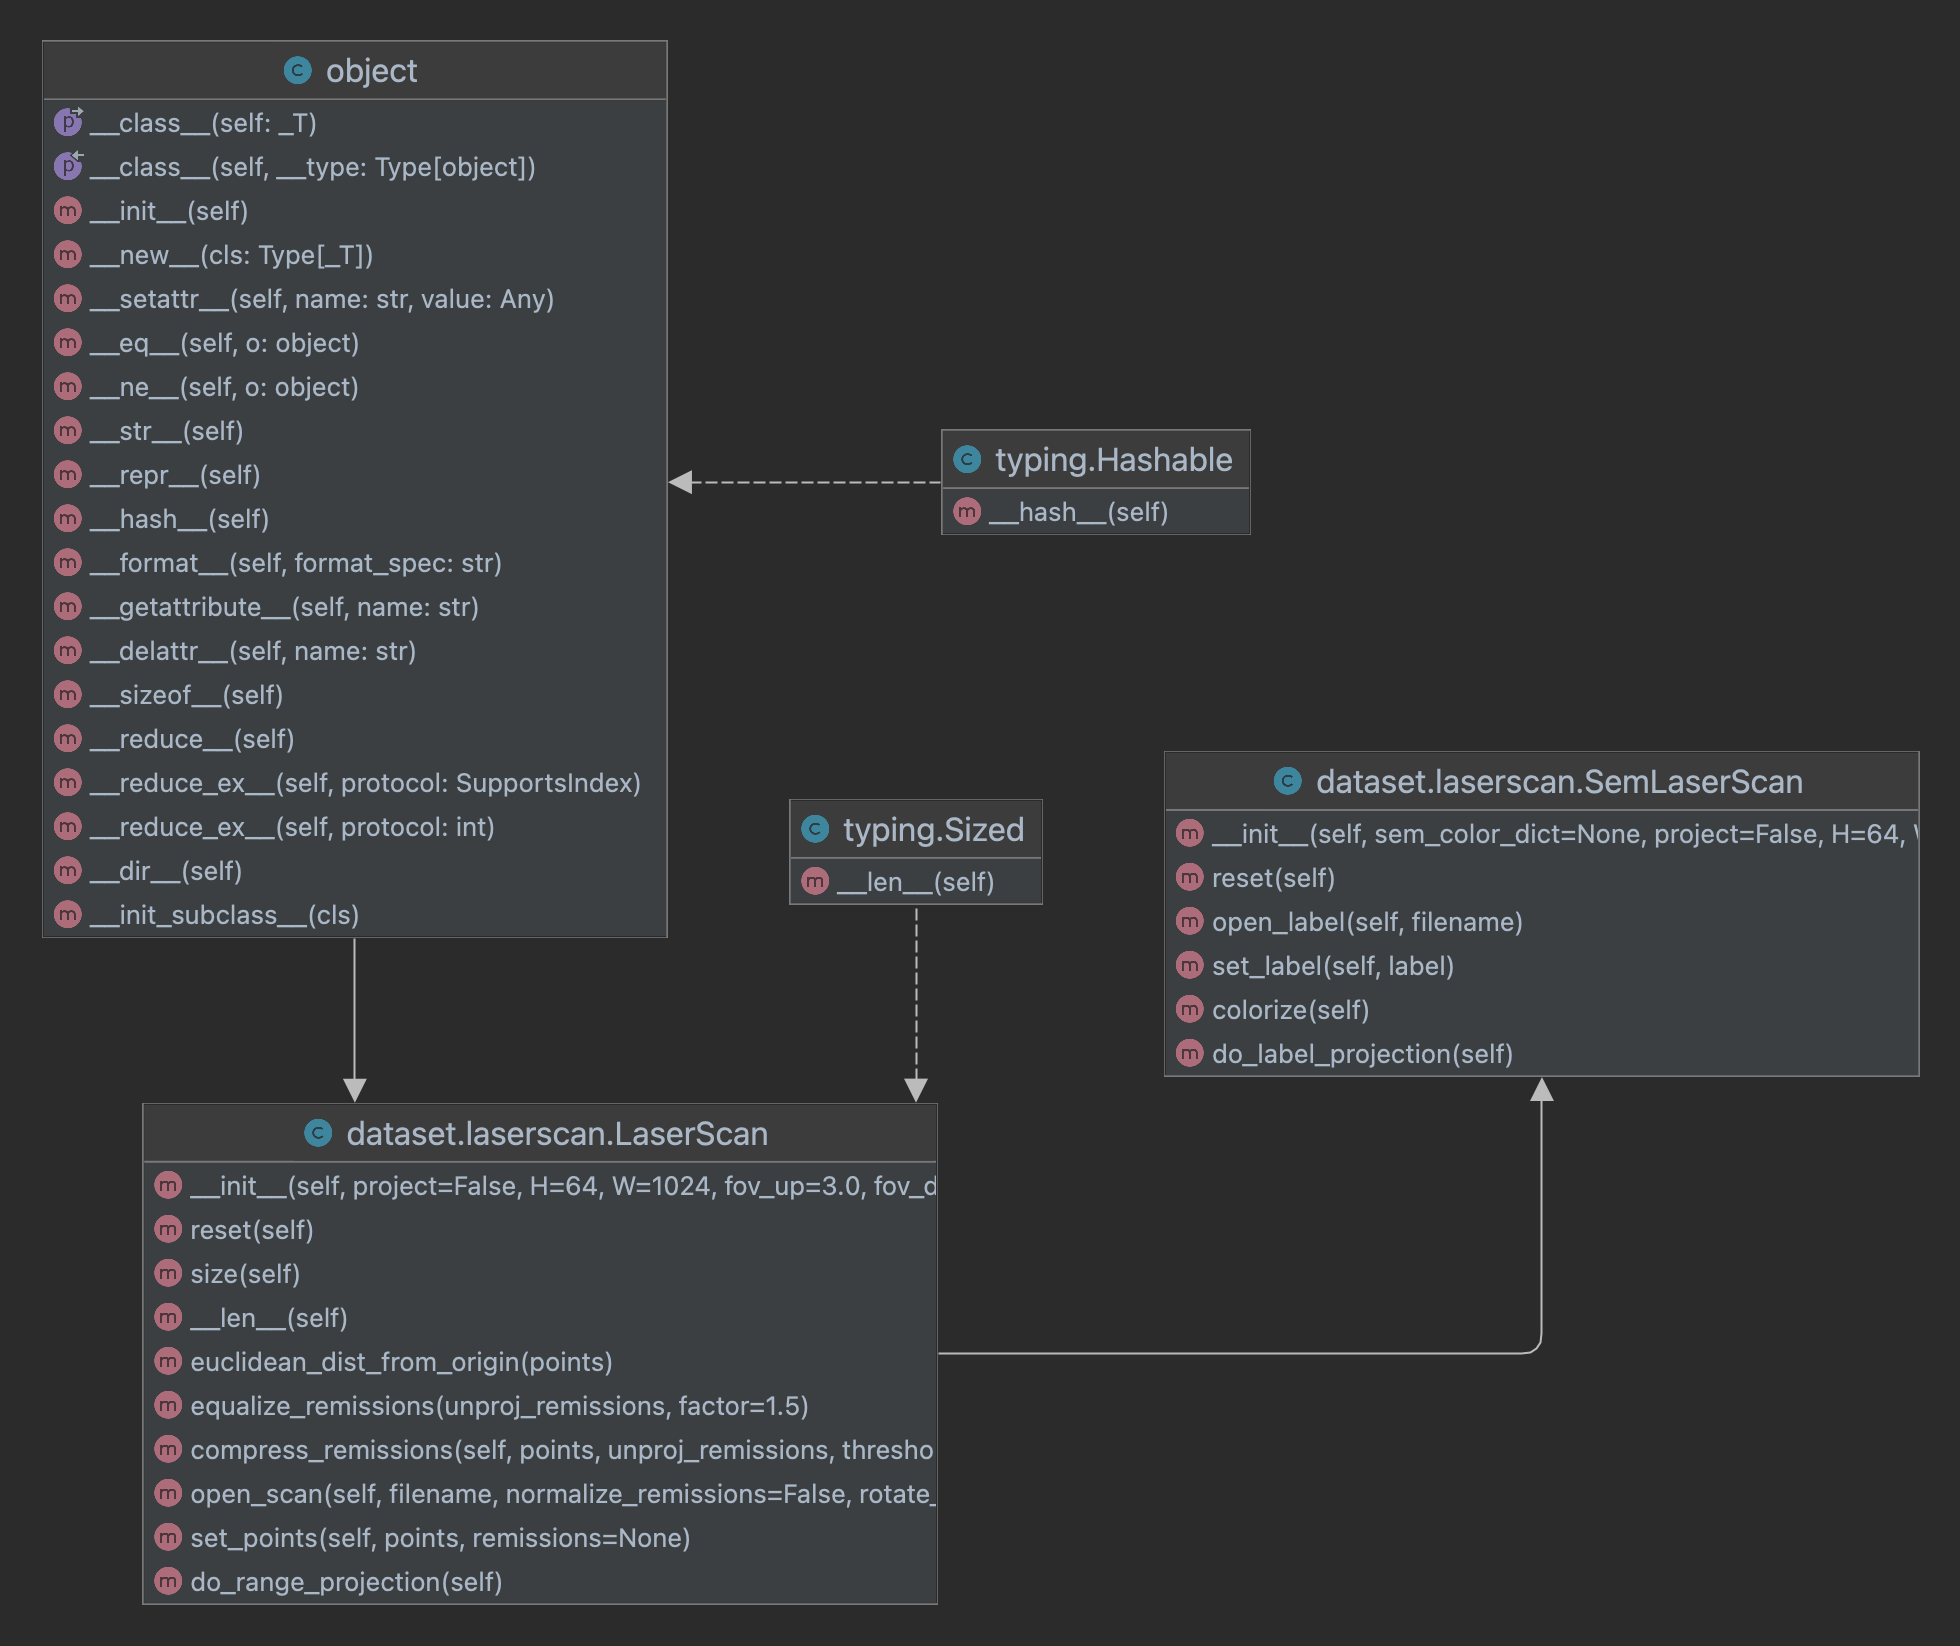 object
__class__(self: _T)
__class__(self, __type: Type[object])
__init__(self)
__new__(cls: Type[_T])
__setattr__(self, name: str, value: Any)
__eq__(self, o: object)
__ne__(self, o: object)
__str__(self)
__repr__(self)
__hash__(self)
__format__(self, format_spec: str)
__getattribute__(self, name: str)
__delattr__(self, name: str)
__sizeof__(self)
__reduce__(self)
__reduce_ex__(self, protocol: SupportsIndex)
__reduce_ex__(self, protocol: int)
__dir__(self)
__init_subclass__(cls)
typing.Hashable
__hash__(self)
typing.Sized
__len__(self)
dataset.laserscan.SemLaserScan
__init__(self, sem_color_dict=None, project=False, H=64,
reset(self)
open_label(self, filename)
set_label(self, label)
colorize(self)
do_label_projection(self)
dataset.laserscan.LaserScan
__init__(self, project=False, H=64, W=1024, fov_up=3.0, fov_d
reset(self)
size(self)
__len__(self)
euclidean_dist_from_origin(points)
equalize_remissions(unproj_remissions, factor=1.5)
compress_remissions(self, points, unproj_remissions, thresho
open_scan(self, filename, normalize_remissions=False, rotate_
set_points(self, points, remissions=None)
do_range_projection(self)